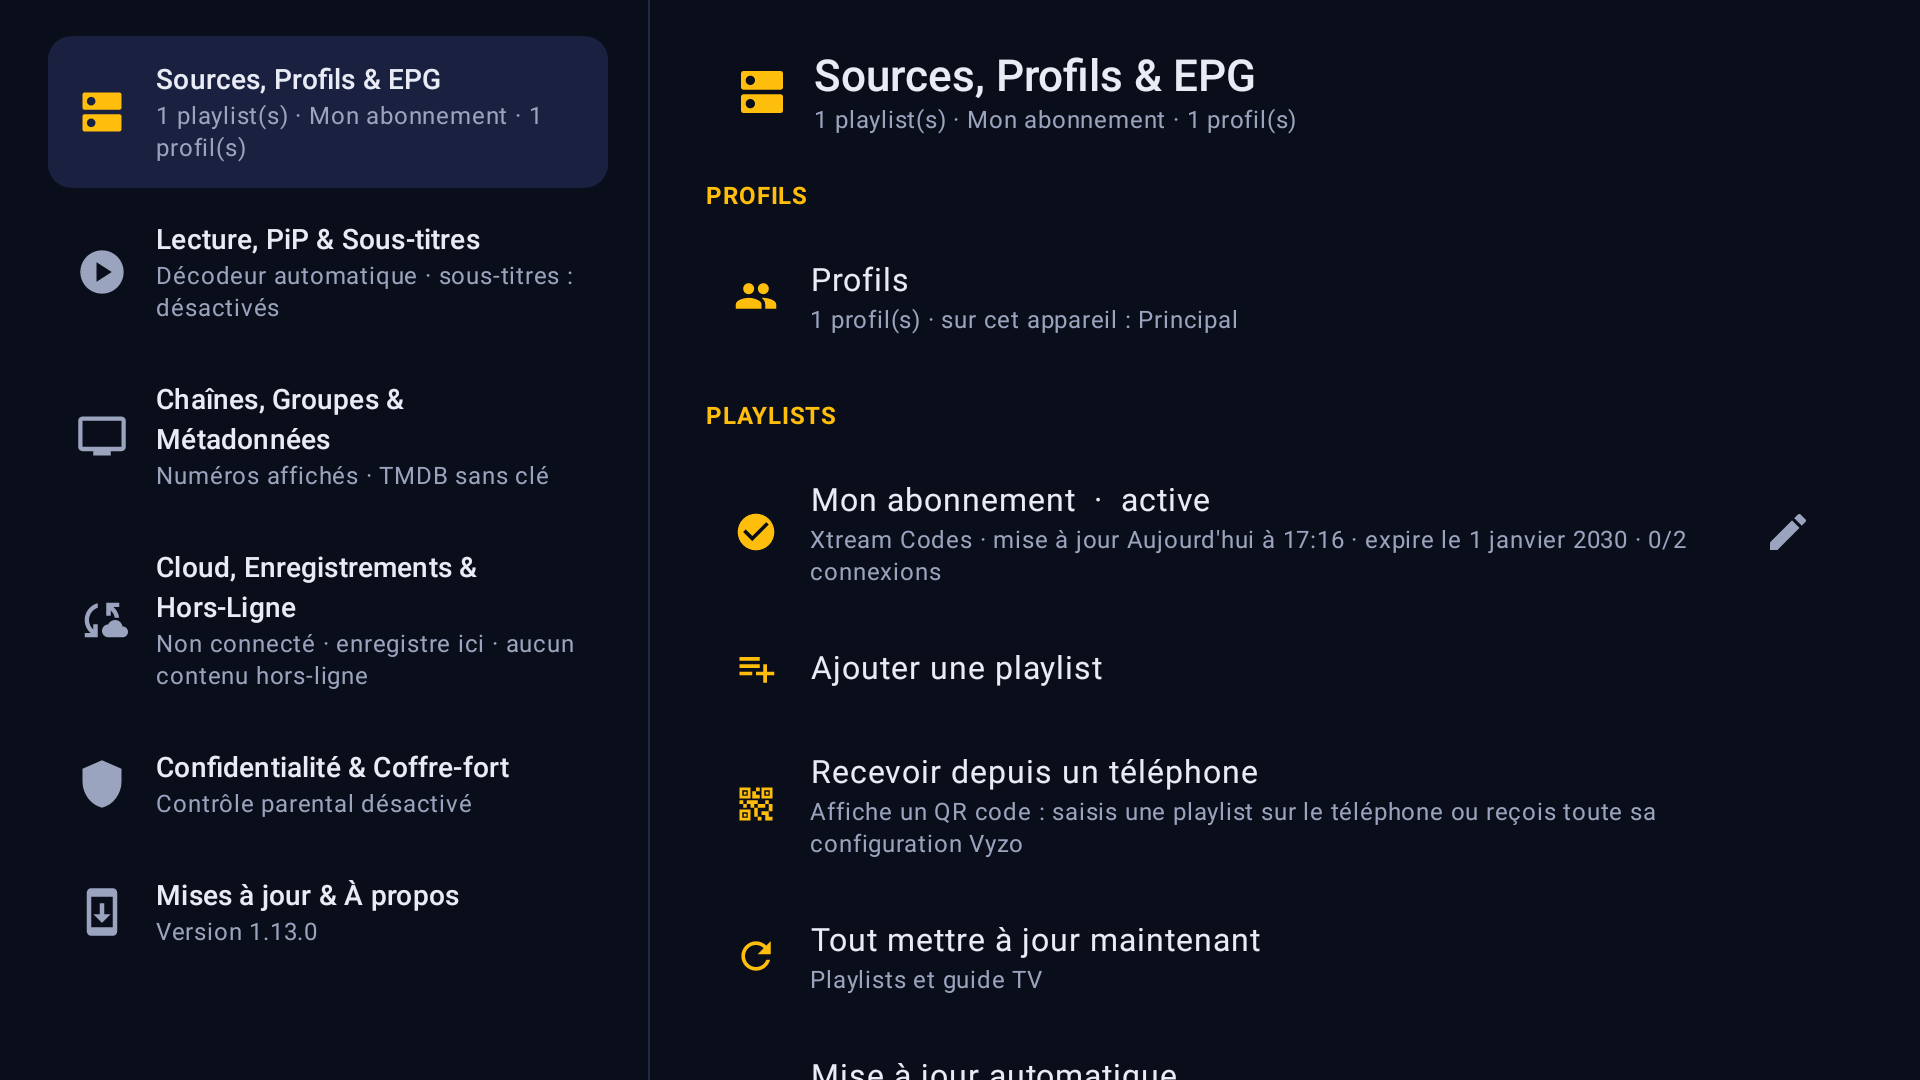 Sources, Profils & EPG
1 playlist(s) · Mon abonnement · 1
profil(s)
Lecture, PiP & Sous-titres
Décodeur automatique · sous-titres :
désactivés
Chaînes, Groupes &
Métadonnées
Numéros affichés · TMDB sans clé
Cloud, Enregistrements &
Hors-Ligne
Non connecté · enregistre ici · aucun
contenu hors-ligne
Confidentialité & Coffre-fort
Contrôle parental désactivé
Mises à jour & À propos
Version 1.13.0
Sources, Profils & EPG
1 playlist(s) · Mon abonnement · 1 profil(s)
PROFILS
Profils
1 profil(s) · sur cet appareil : Principal
PLAYLISTS
Mon abonnement · active
Xtream Codes · mise à jour Aujourd'hui à 17:16 · expire le 1 janvier 2030 · 0/2
connexions
Ajouter une playlist
Recevoir depuis un téléphone
Affiche un QR code : saisis une playlist sur le téléphone ou reçois toute sa
configuration Vyzo
Tout mettre à jour maintenant
Playlists et guide TV
Mise à jour automatique